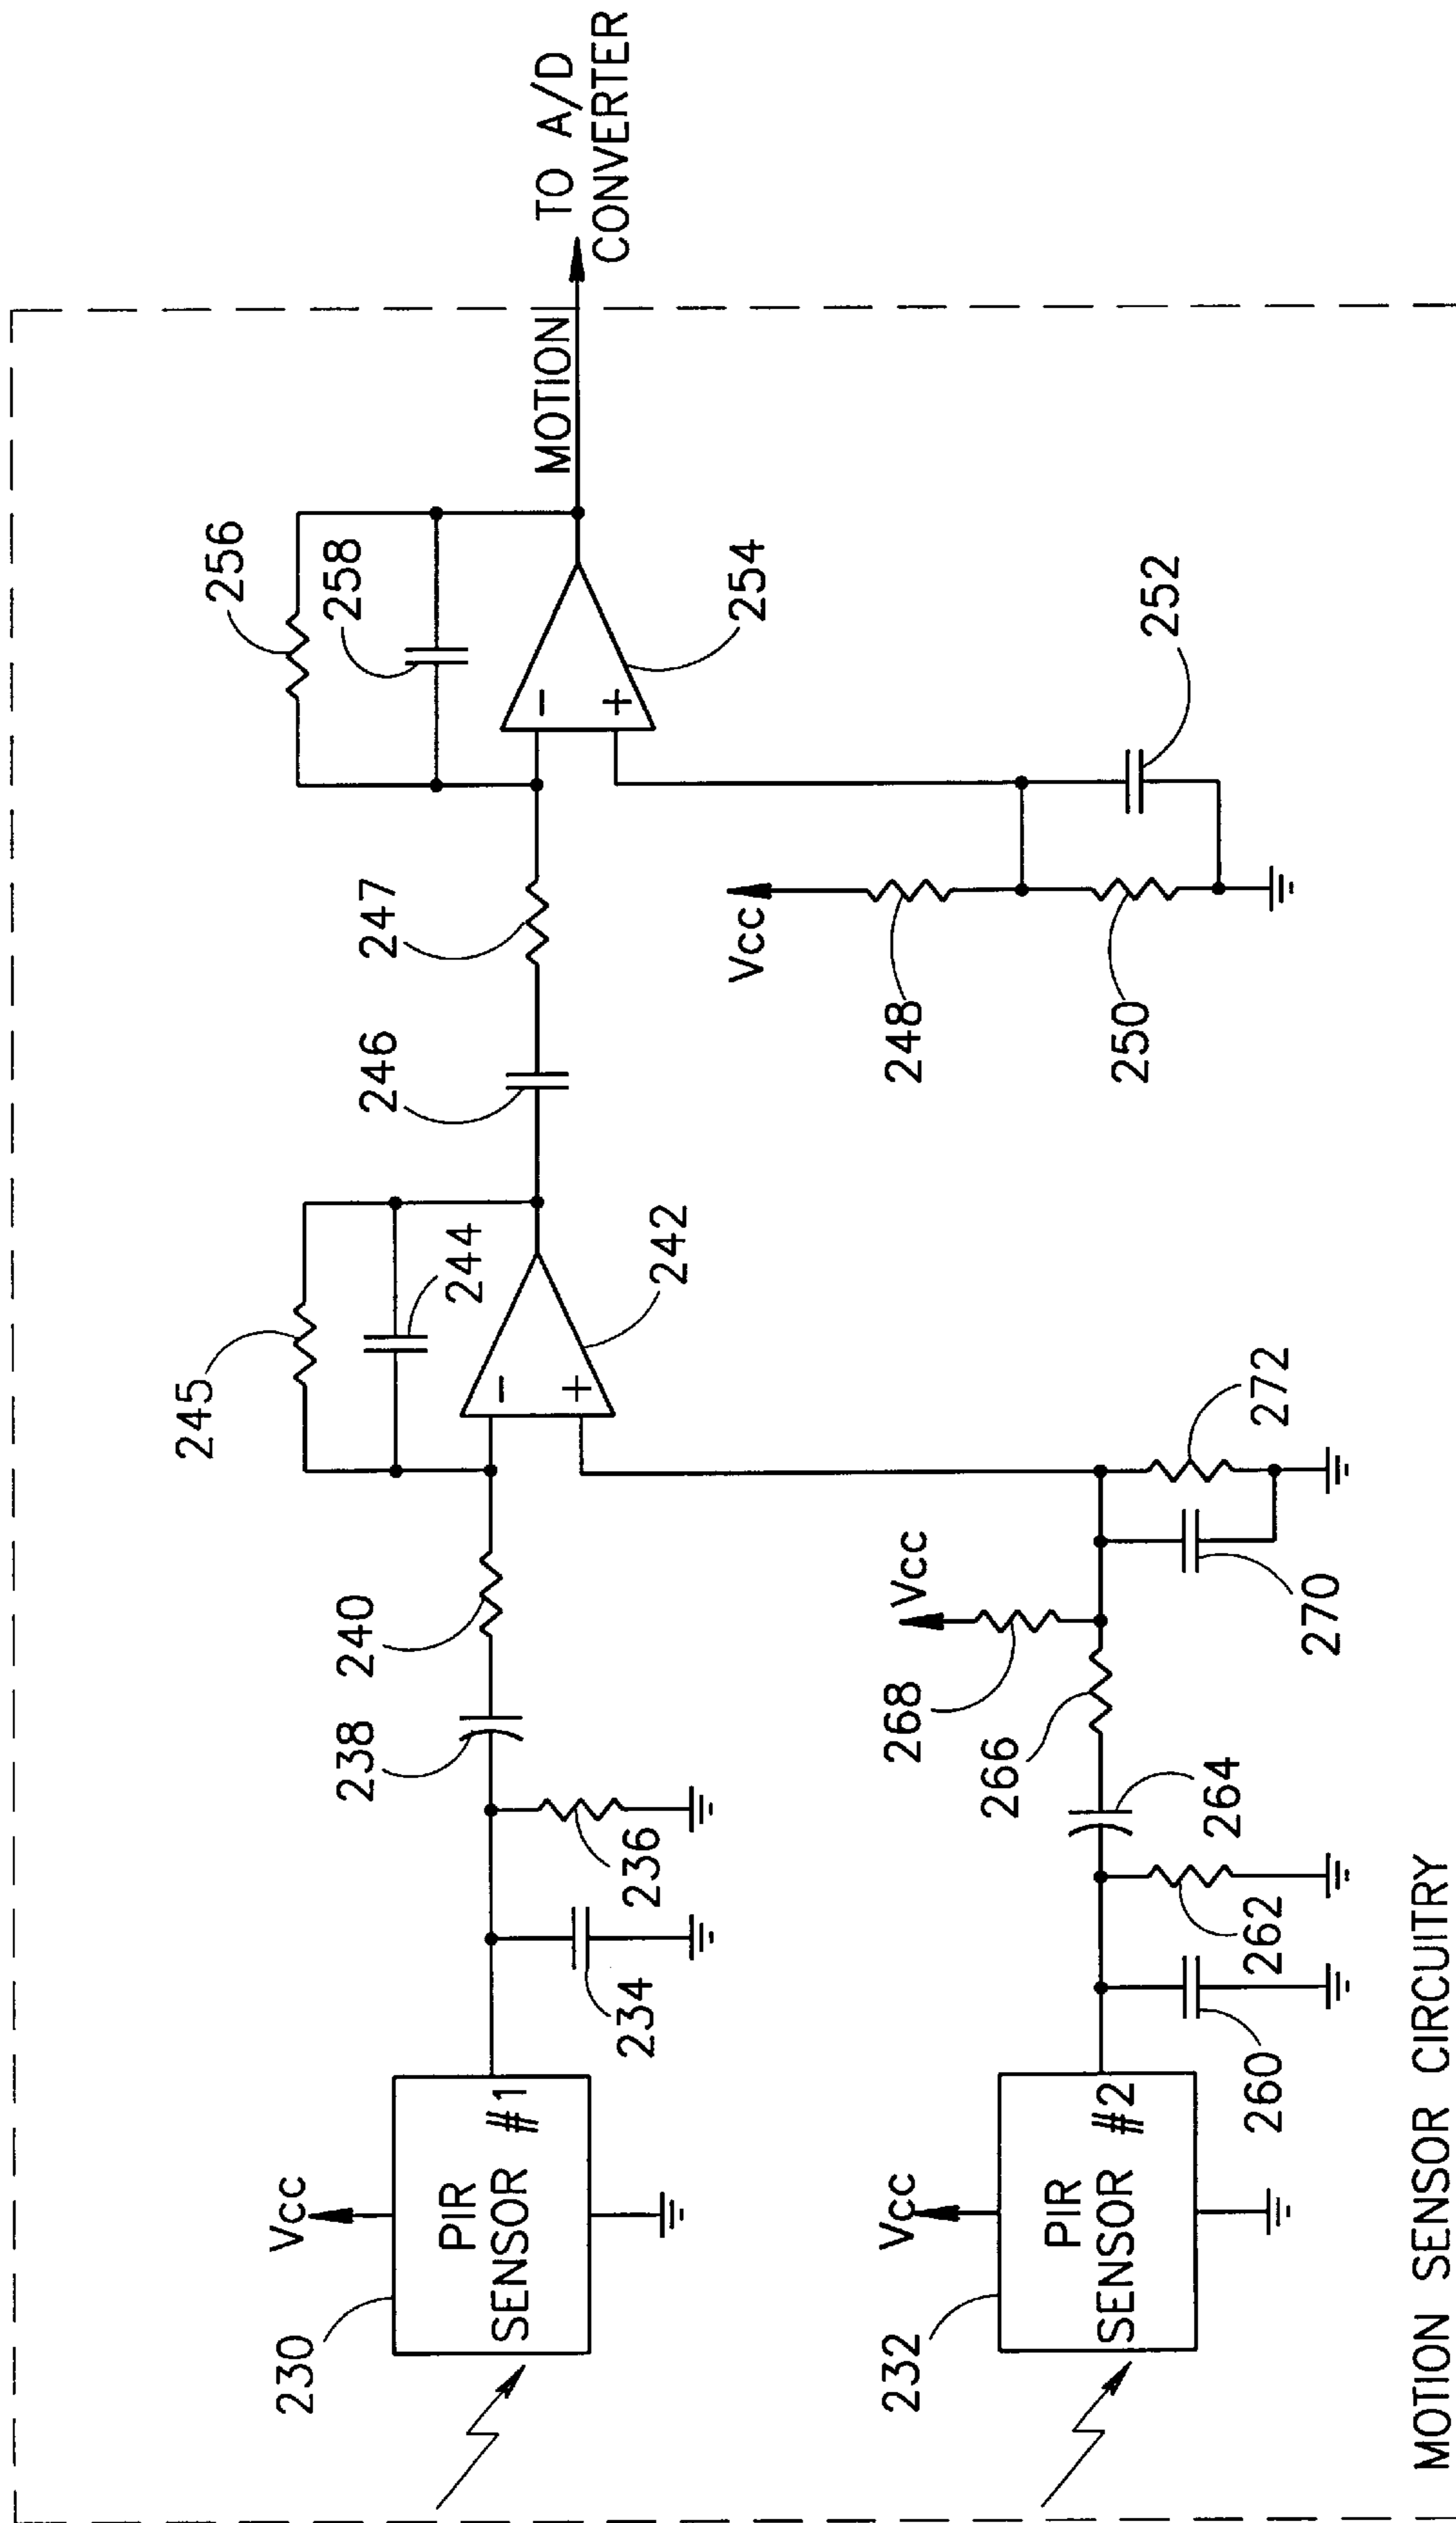 256
258
245
TO A/D
CONVERTER
MOTION
247
246
244
254
240
238
242
Vcc
PIR
SENSOR #1
230
236
234
Vcc
248
250
252
Vcc
268
266
272
270
264
262
260
Vcc
PIR
SENSOR #2
232
MOTION SENSOR CIRCUITRY